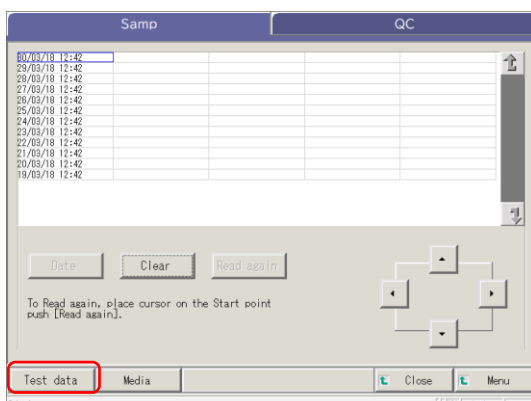 Samp QC
30/03/18 12:42
29/03/18 12:42
28/03/18 12:42
27/03/18 12:42
26/03/18 12:42
25/03/18 12:42
24/03/18 12:42
23/03/18 12:42
22/03/18 12:42
21/03/18 12:42
20/03/18 12:42
19/03/18 12:42
Date Clear Read again
To Read again, place cursor on the Start point
push [Read again].
Test data Media Close Menu